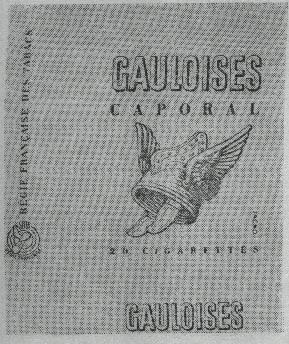 GAULOISES
CAPORAL
20 CIGARETTES
GAULOISES
RÉGIE FRANÇAISE DES TABACS